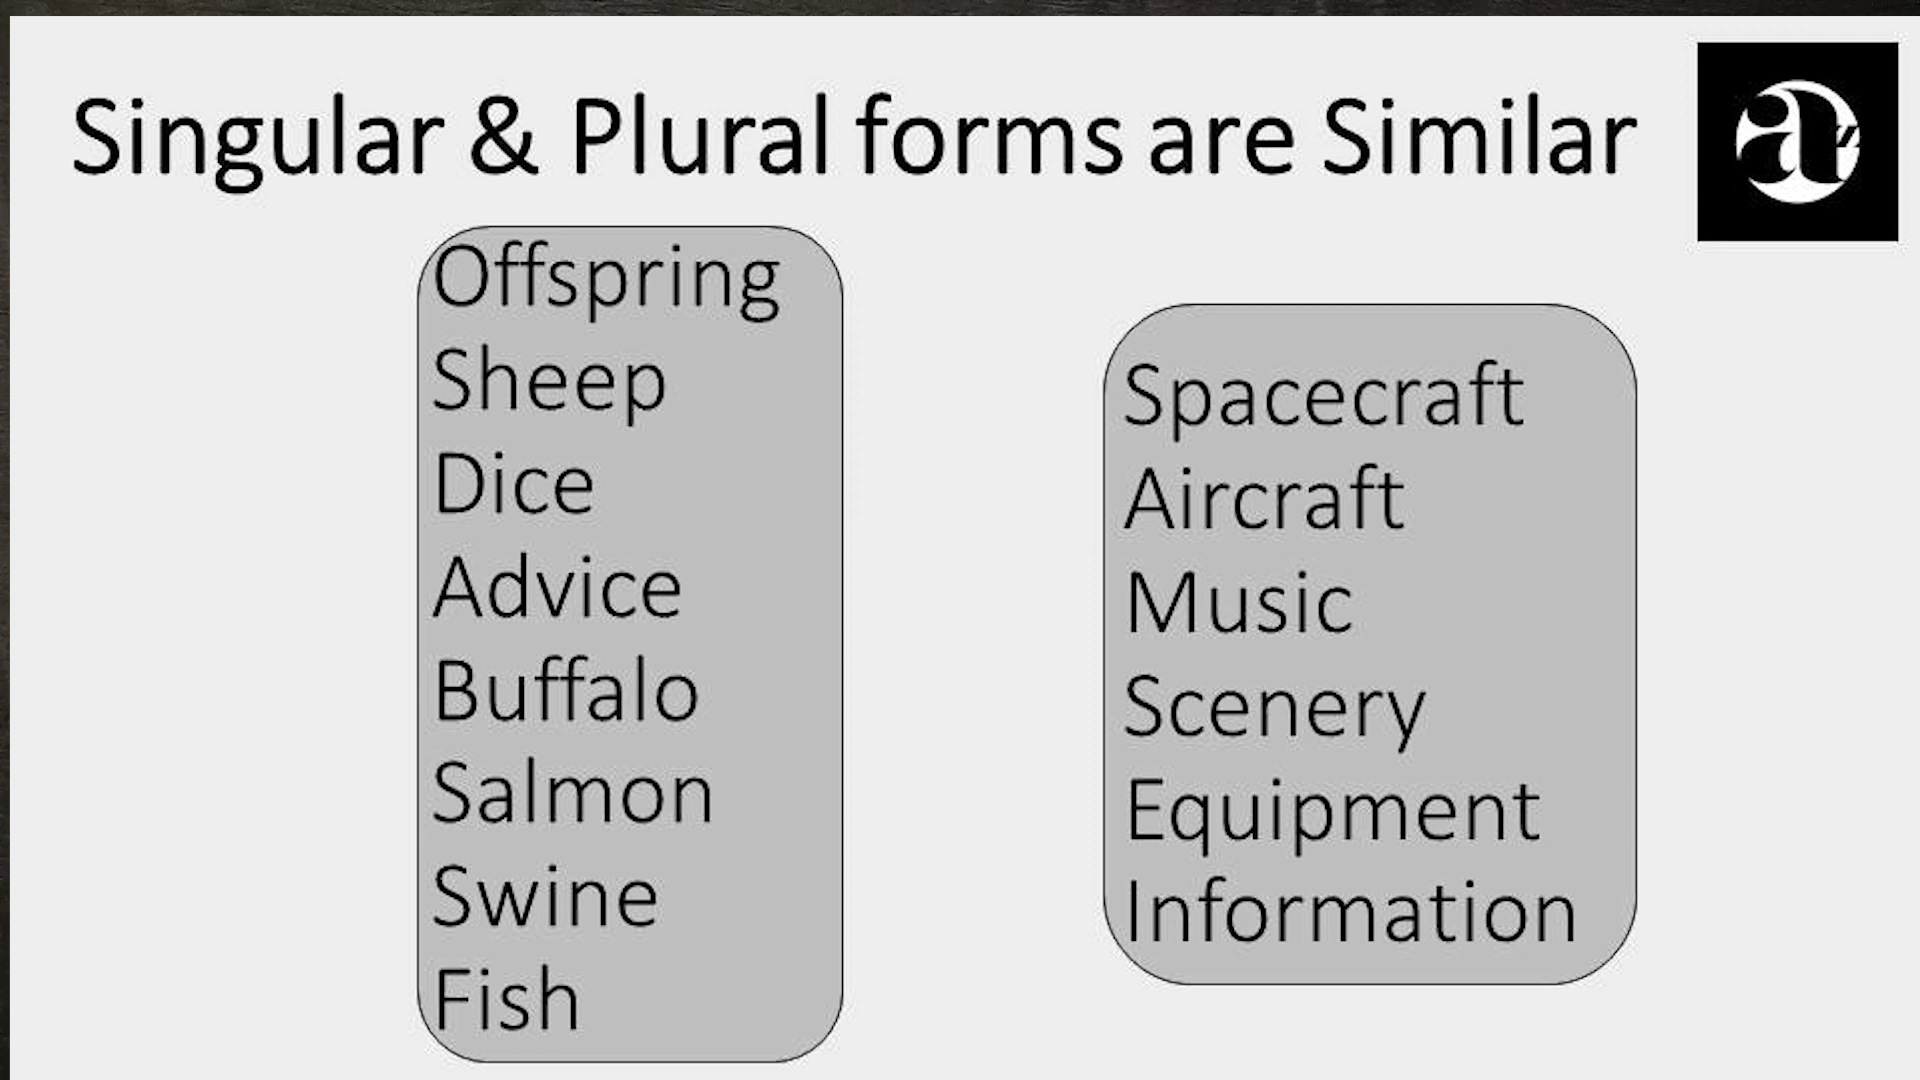 Singular & Plural forms are Similar
Offspring
Sheep
Dice
Advice
Buffalo
Salmon
Swine
Fish
Spacecraft
Aircraft
Music
Scenery
Equipment
Information